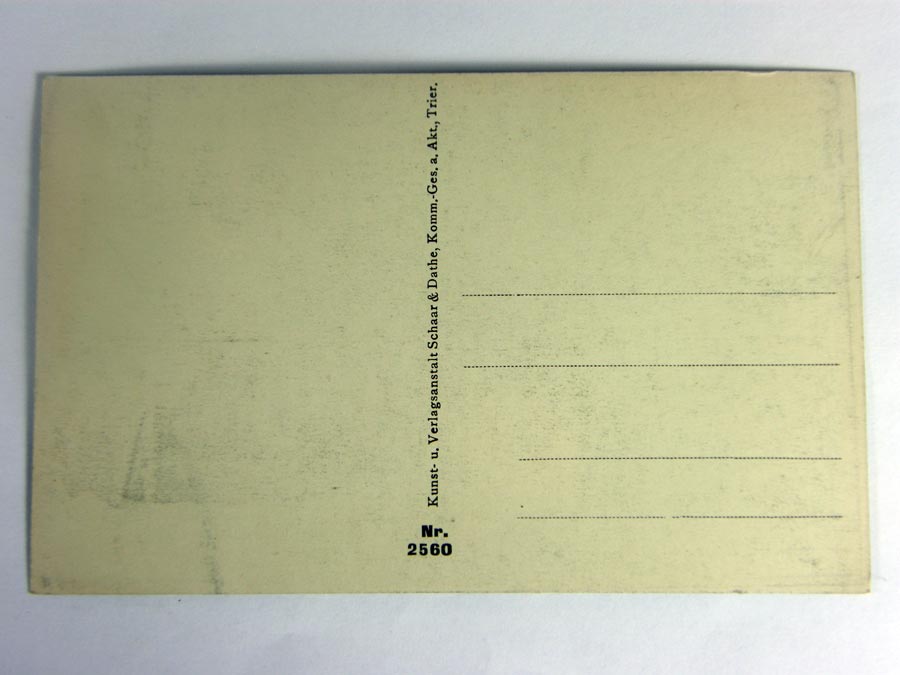 Kunst- u. Verlagsanstalt Schaar & Dathe, Komm.-Ges. a. Akt., Trier.
Nr.
2560